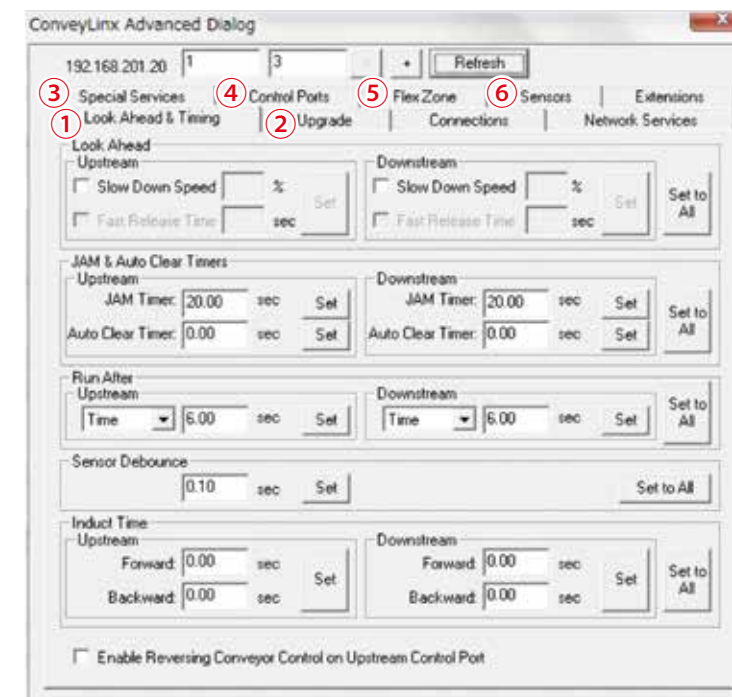 ConveyLinx Advanced Dialog
192.168.201.20 1 3 - + Refresh
③ Special Services ④ Control Ports ⑤ Flex Zone ⑥ Sensors Extensions
① Look Ahead & Timing ② Upgrade Connections Network Services
Look Ahead
Upstream Downstream
Slow Down Speed % Set Slow Down Speed % Set Set to All
Fast Release Time sec Fast Release Time sec
JAM & Auto Clear Timers
Upstream Downstream
JAM Timer: 20.00 sec Set JAM Timer: 20.00 sec Set Set to All
Auto Clear Timer: 0.00 sec Set Auto Clear Timer: 0.00 sec Set
Run After
Upstream Downstream
Time 6.00 sec Set Time 6.00 sec Set Set to All
Sensor Debounce
0.10 sec Set Set to All
Induct Time
Upstream Downstream
Forward: 0.00 sec Set Forward: 0.00 sec Set Set to All
Backward: 0.00 sec Backward: 0.00 sec
Enable Reversing Conveyor Control on Upstream Control Port